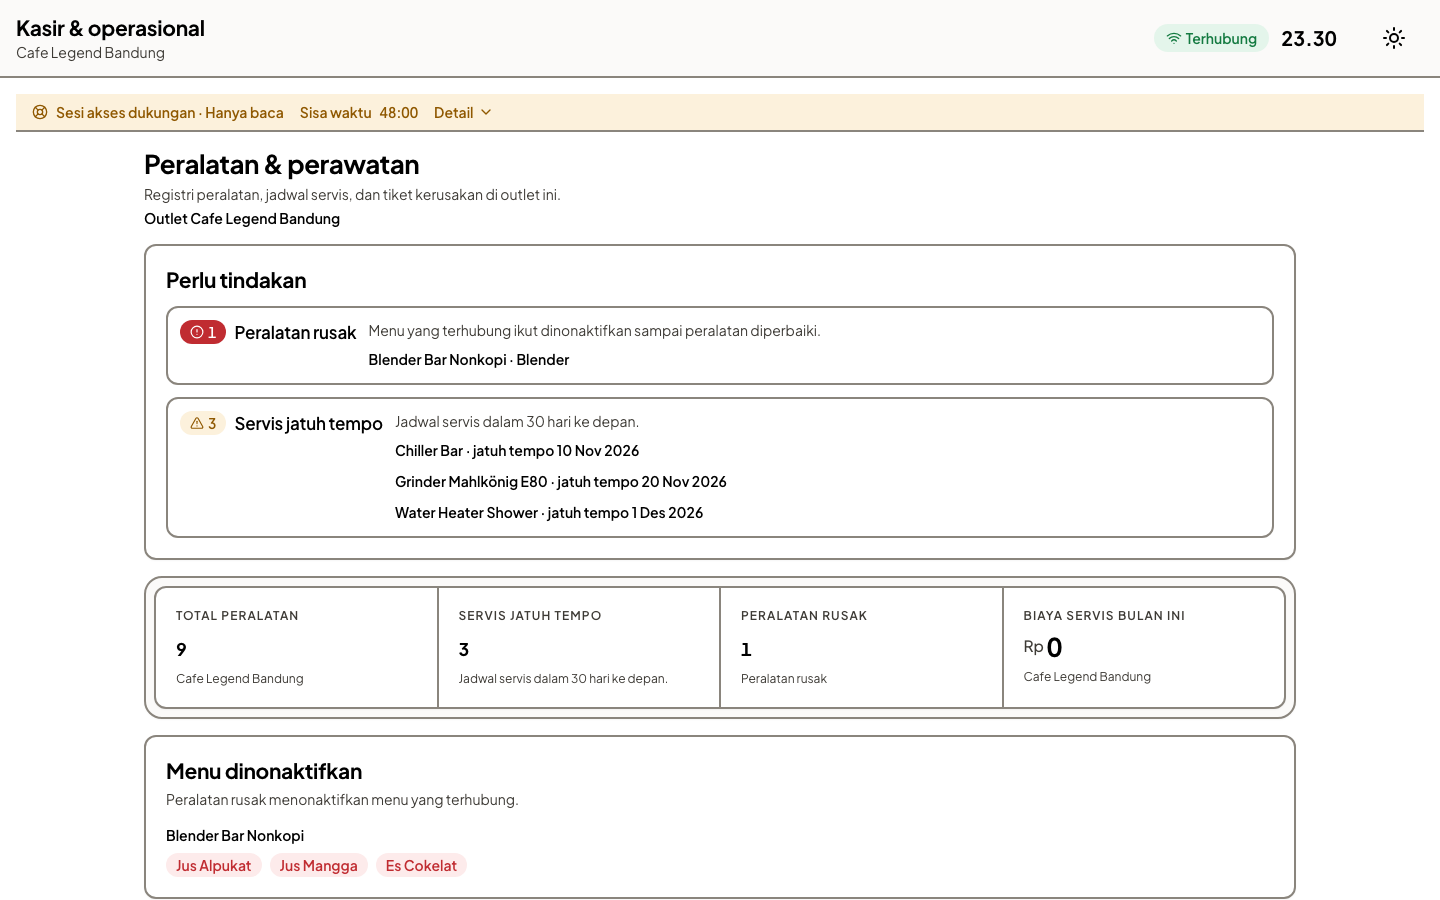 Kasir & operasional
Cafe Legend Bandung
Terhubung
23.30
Sesi akses dukungan · Hanya baca Sisa waktu 48:00 Detail
Peralatan & perawatan
Registri peralatan, jadwal servis, dan tiket kerusakan di outlet ini.
Outlet Cafe Legend Bandung
Perlu tindakan
1 Peralatan rusak Menu yang terhubung ikut dinonaktifkan sampai peralatan diperbaiki.
Blender Bar Nonkopi · Blender
3 Servis jatuh tempo Jadwal servis dalam 30 hari ke depan.
Chiller Bar · jatuh tempo 10 Nov 2026
Grinder Mahlkönig E80 · jatuh tempo 20 Nov 2026
Water Heater Shower · jatuh tempo 1 Des 2026
TOTAL PERALATAN
9
Cafe Legend Bandung
SERVIS JATUH TEMPO
3
Jadwal servis dalam 30 hari ke depan.
PERALATAN RUSAK
1
Peralatan rusak
BIAYA SERVIS BULAN INI
Rp 0
Cafe Legend Bandung
Menu dinonaktifkan
Peralatan rusak menonaktifkan menu yang terhubung.
Blender Bar Nonkopi
Jus Alpukat Jus Mangga Es Cokelat